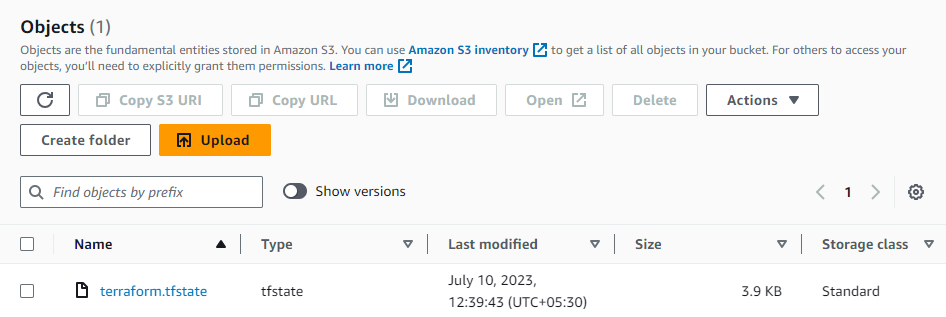 Objects (1)
Objects are the fundamental entities stored in Amazon S3. You can use Amazon S3 inventory to get a list of all objects in your bucket. For others to access your
objects, you'll need to explicitly grant them permissions. Learn more
Copy S3 URI Copy URL Download Open Delete Actions
Create folder Upload
Find objects by prefix Show versions 1
Name Type Last modified Size Storage class
terraform.tfstate tfstate July 10, 2023, 3.9 KB Standard
12:39:43 (UTC+05:30)